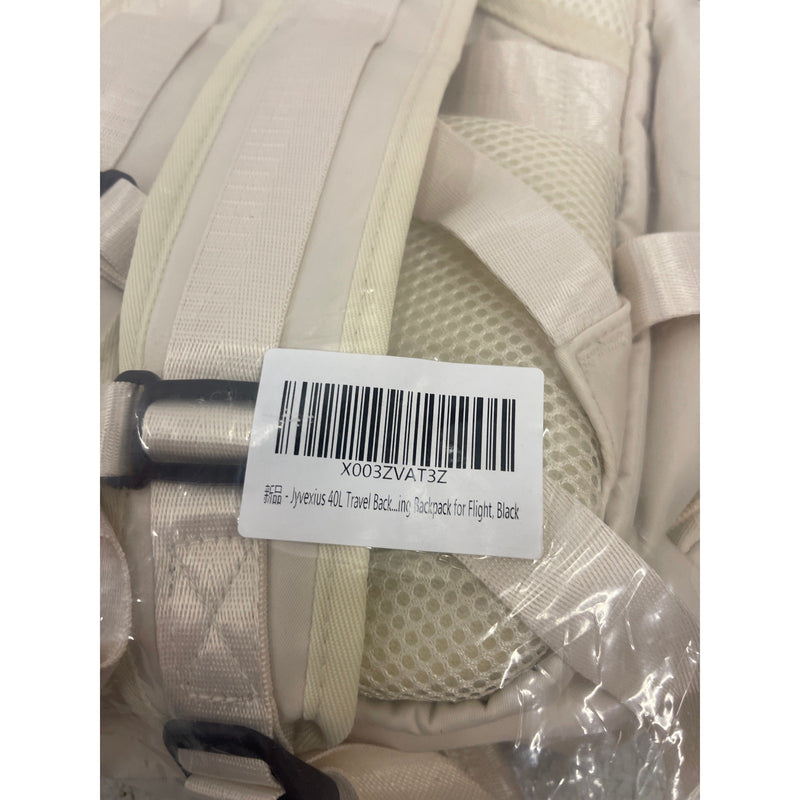 X003ZVAT3Z
新品 - Jyvexius 40L Travel Back...ing Backpack for Flight, Black